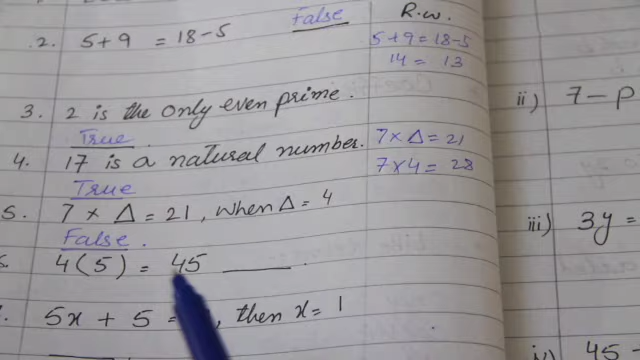 False
R.w.
2. 5+9 = 18-5
5+9 = 18-5
14 = 13
3. 2 is the only even prime.
True
7 × Δ = 21
4. 17 is a natural number.
7 × 4 = 28
True
5. 7 × Δ = 21, when Δ = 4
False.
4(5) = 45 ______.
5x + 5 = , then x = 1
ii) 7 - p
iii) 3y =
45